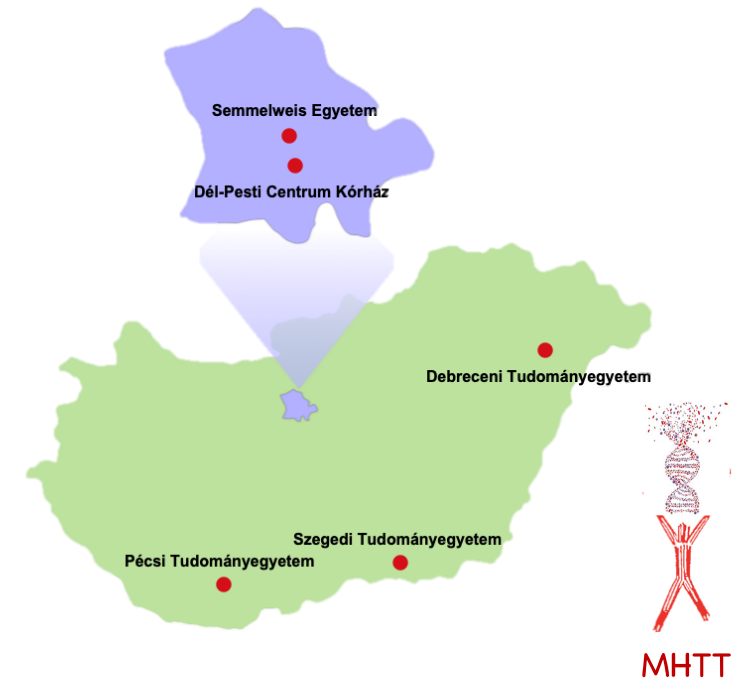 Semmelweis Egyetem
Dél-Pesti Centrum Kórház
Debreceni Tudományegyetem
Szegedi Tudományegyetem
Pécsi Tudományegyetem
MHTT